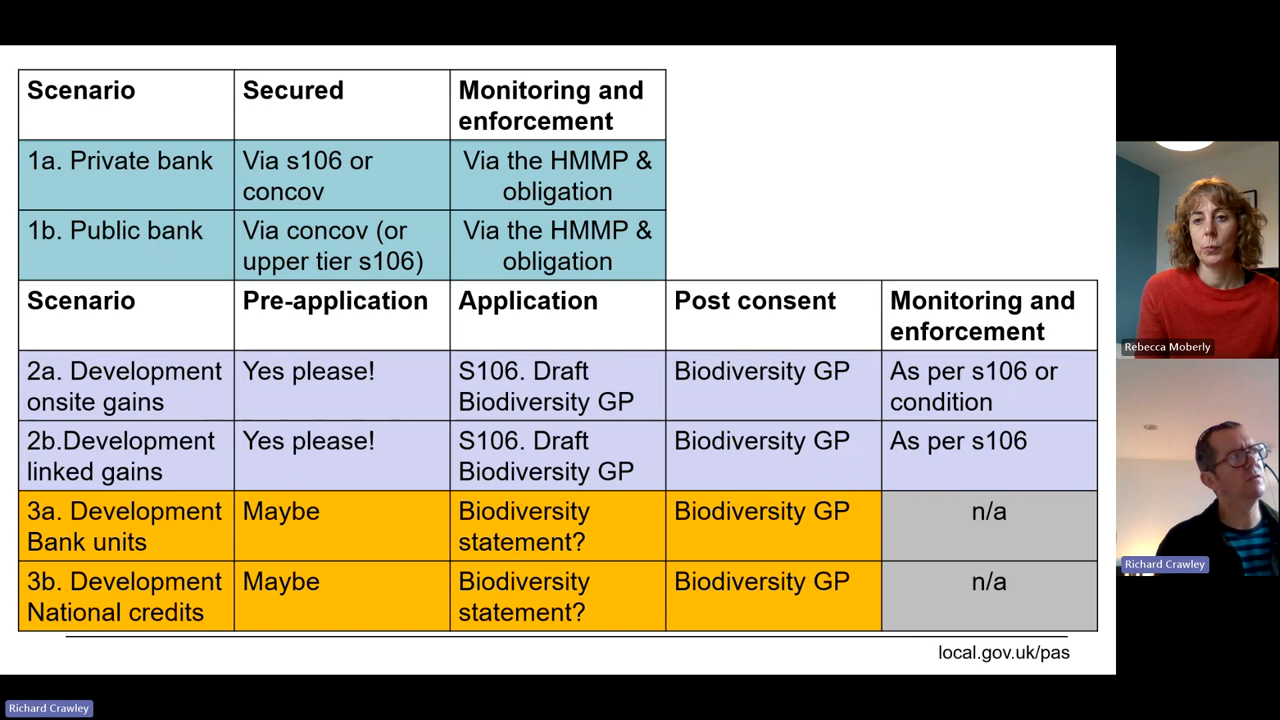 Scenario
Secured
Monitoring and
enforcement
1a. Private bank
Via s106 or
concov
Via the HMMP &
obligation
1b. Public bank
Via concov (or
upper tier s106)
Via the HMMP &
obligation
Scenario
Pre-application
Application
Post consent
Monitoring and
enforcement
2a. Development
onsite gains
Yes please!
S106. Draft
Biodiversity GP
Biodiversity GP
As per s106 or
condition
2b.Development
linked gains
Yes please!
S106. Draft
Biodiversity GP
Biodiversity GP
As per s106
3a. Development
Bank units
Maybe
Biodiversity
statement?
Biodiversity GP
n/a
3b. Development
National credits
Maybe
Biodiversity
statement?
Biodiversity GP
n/a
local.gov.uk/pas
Rebecca Moberly
Richard Crawley
Richard Crawley